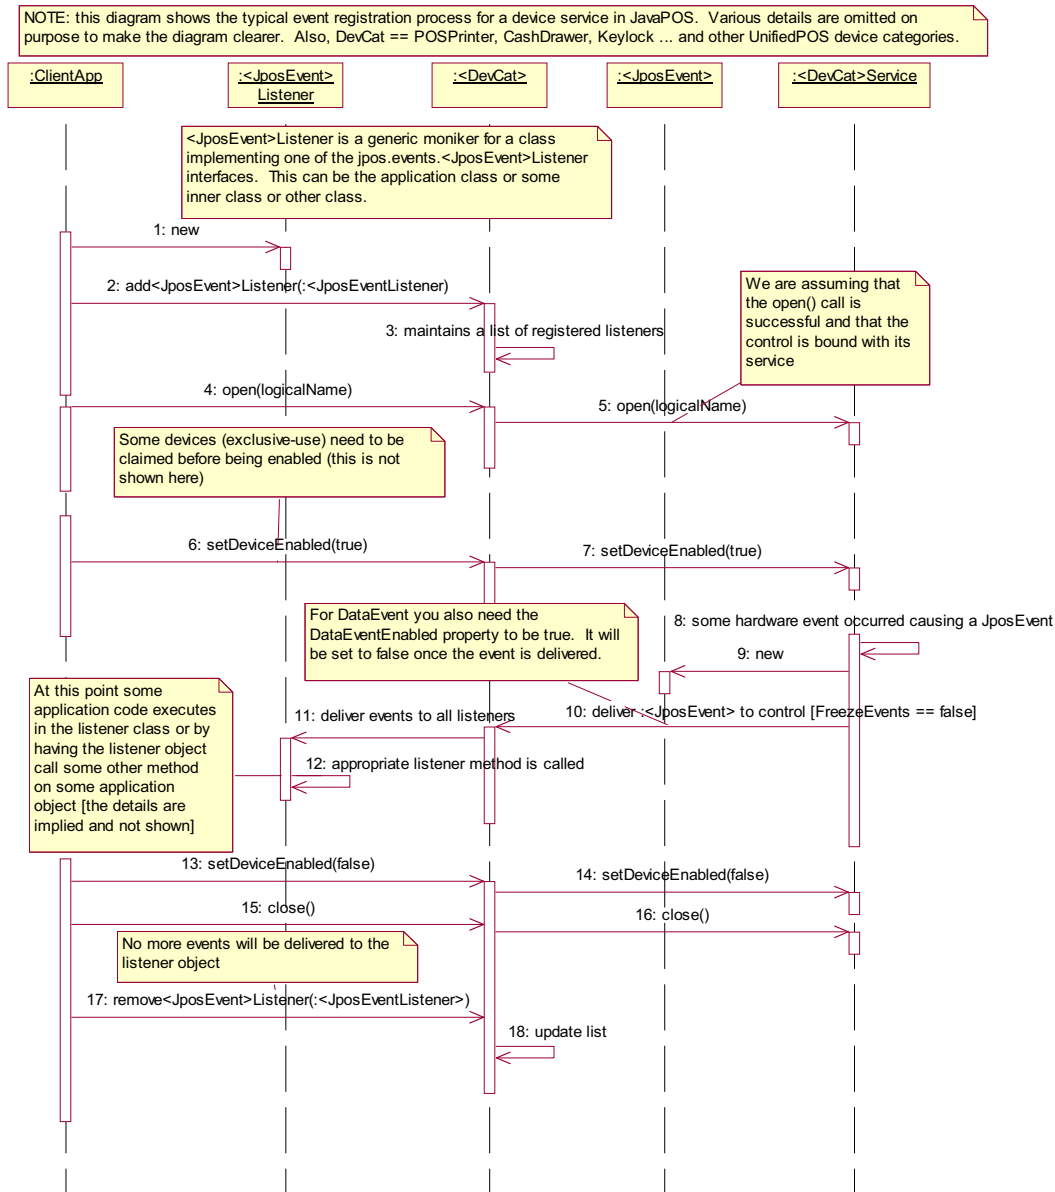 NOTE: this diagram shows the typical event registration process for a device service in JavaPOS. Various details are omitted on
purpose to make the diagram clearer. Also, DevCat == POSPrinter, CashDrawer, Keylock ... and other UnifiedPOS device categories.
:ClientApp
:<JposEvent>
Listener
:<DevCat>
:<JposEvent>
:<DevCat>Service
<JposEvent>Listener is a generic moniker for a class
implementing one of the jpos.events.<JposEvent>Listener
interfaces. This can be the application class or some
inner class or other class.
1: new
2: add<JposEvent>Listener(:<JposEventListener)
We are assuming that
the open() call is
successful and that the
control is bound with its
service
3: maintains a list of registered listeners
4: open(logicalName)
5: open(logicalName)
Some devices (exclusive-use) need to be
claimed before being enabled (this is not
shown here)
6: setDeviceEnabled(true)
7: setDeviceEnabled(true)
For DataEvent you also need the
DataEventEnabled property to be true. It will
be set to false once the event is delivered.
8: some hardware event occurred causing a JposEvent
9: new
At this point some
application code executes
in the listener class or by
having the listener object
call some other method
on some application
object [the details are
implied and not shown]
10: deliver :<JposEvent> to control [FreezeEvents == false]
11: deliver events to all listeners
12: appropriate listener method is called
13: setDeviceEnabled(false)
14: setDeviceEnabled(false)
15: close()
16: close()
No more events will be delivered to the
listener object
17: remove<JposEvent>Listener(:<JposEventListener>)
18: update list